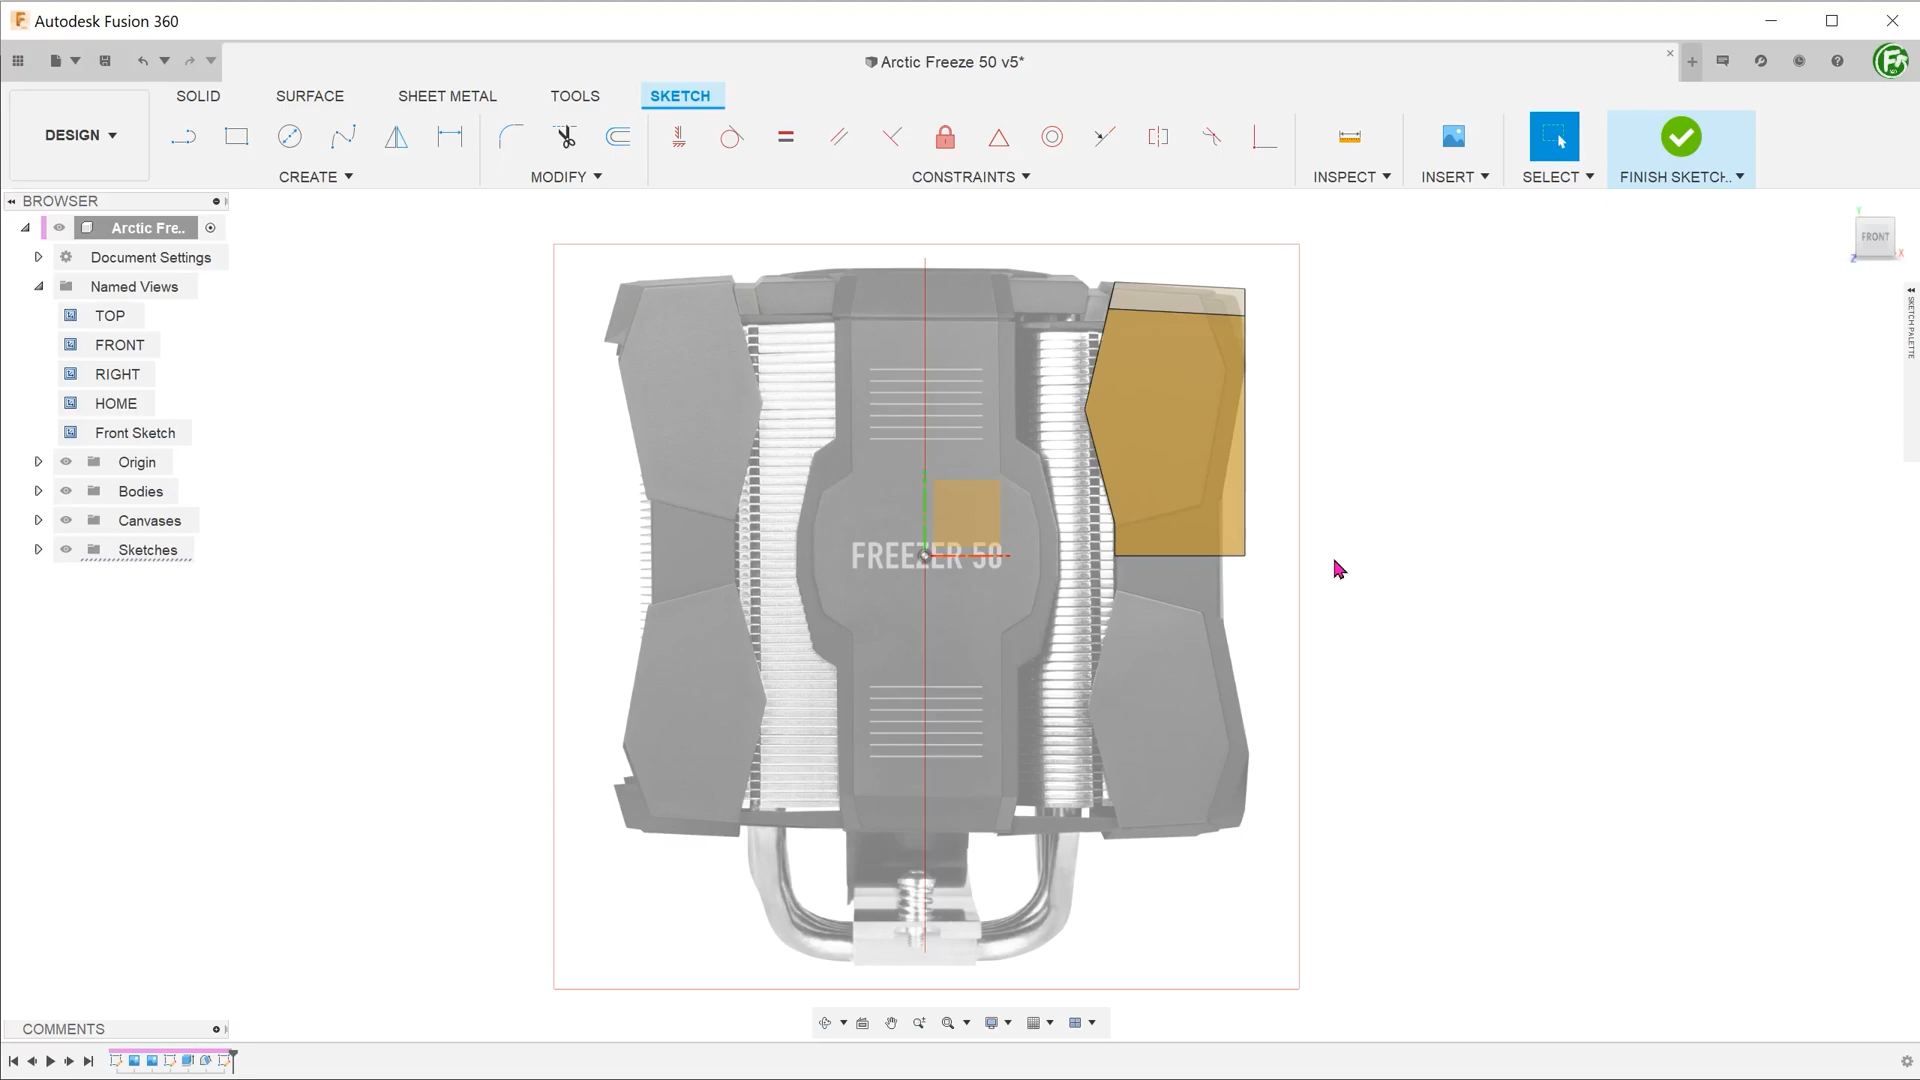 Autodesk Fusion 360
Arctic Freeze 50 v5*
SOLID
SURFACE
SHEET METAL
TOOLS
SKETCH
DESIGN
CREATE
MODIFY
CONSTRAINTS
INSPECT
INSERT
SELECT
FINISH SKETCH..
BROWSER
Arctic Fre..
Document Settings
Named Views
TOP
FRONT
RIGHT
HOME
Front Sketch
Origin
Bodies
Canvases
Sketches
Y
FRONT
X
Z
SKETCH PALETTE
FREEZER 50
COMMENTS